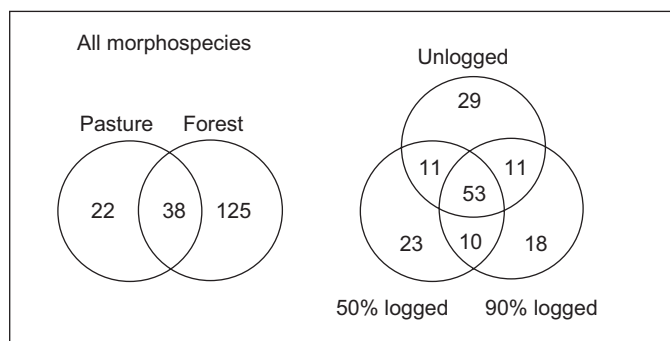 All morphospecies
Pasture Forest
22 38 125
Unlogged
29
11 11
53
23 10 18
50% logged 90% logged